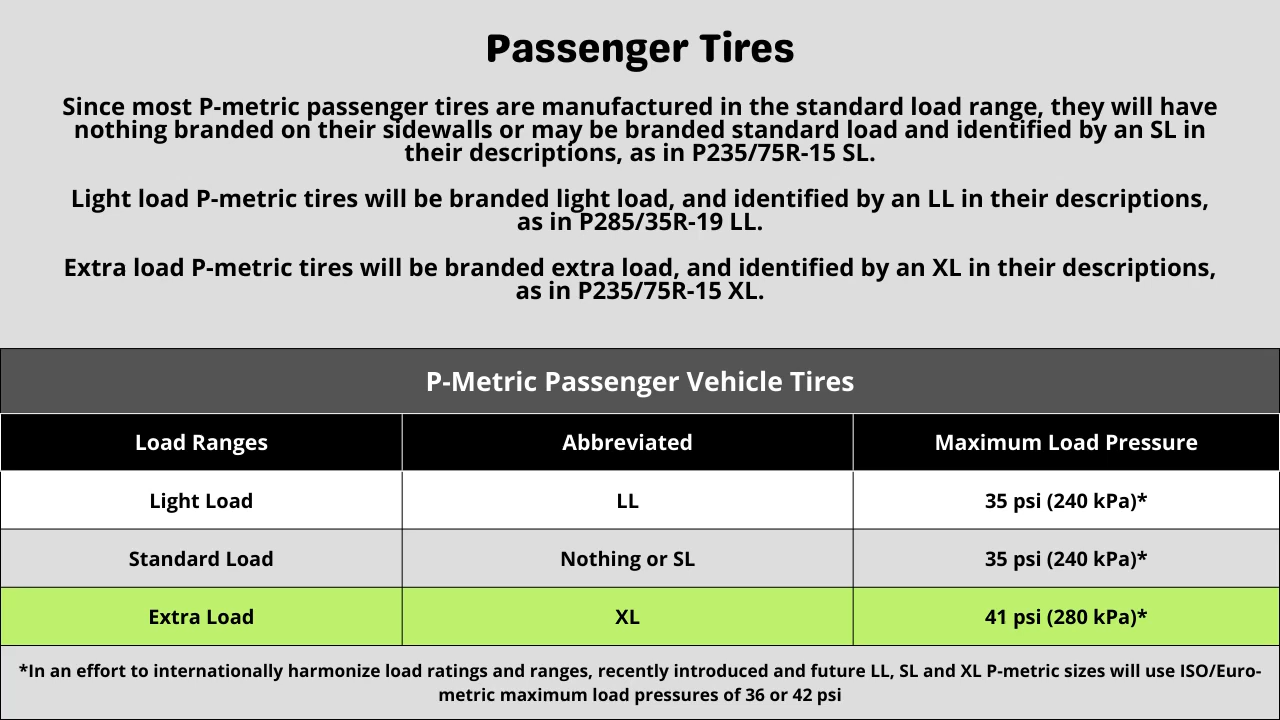 Passenger Tires
Since most P-metric passenger tires are manufactured in the standard load range, they will have
nothing branded on their sidewalls or may be branded standard load and identified by an SL in
their descriptions, as in P235/75R-15 SL.
Light load P-metric tires will be branded light load, and identified by an LL in their descriptions,
as in P285/35R-19 LL.
Extra load P-metric tires will be branded extra load, and identified by an XL in their descriptions,
as in P235/75R-15 XL.
P-Metric Passenger Vehicle Tires
Load Ranges Abbreviated Maximum Load Pressure
Light Load LL 35 psi (240 kPa)*
Standard Load Nothing or SL 35 psi (240 kPa)*
Extra Load XL 41 psi (280 kPa)*
*In an effort to internationally harmonize load ratings and ranges, recently introduced and future LL, SL and XL P-metric sizes will use ISO/Euro-
metric maximum load pressures of 36 or 42 psi